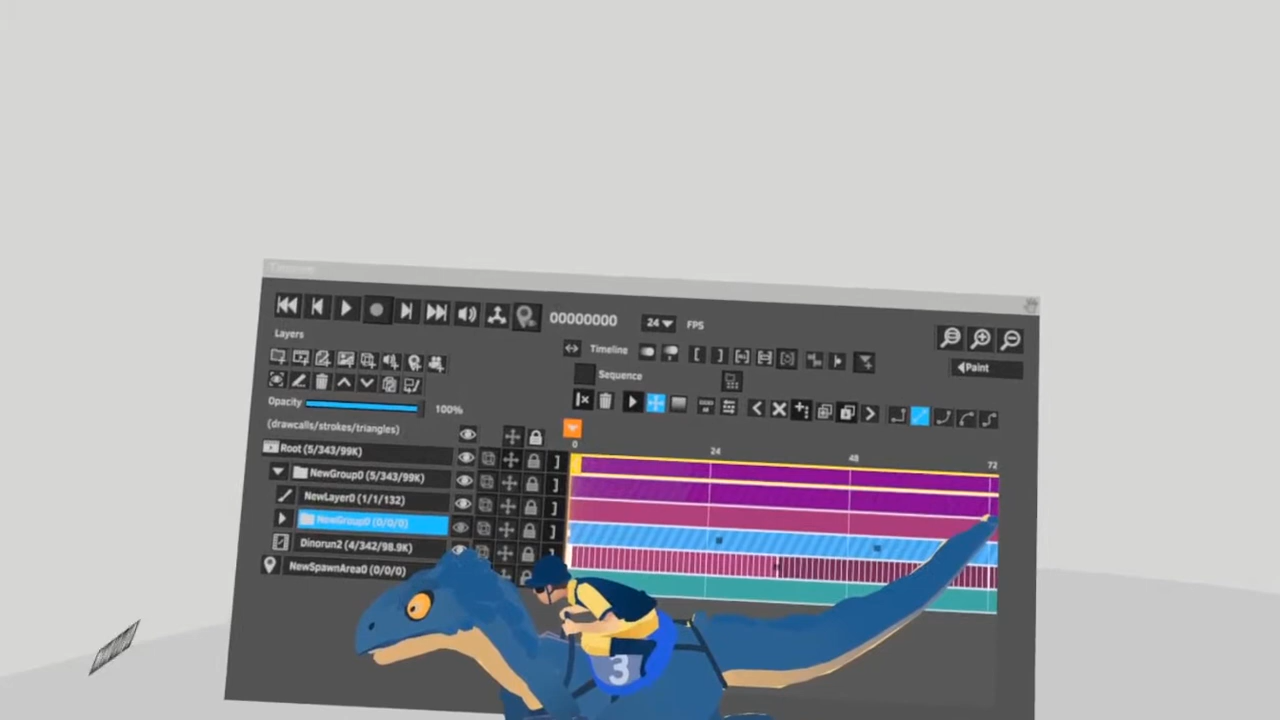 00000000
24
FPS
Layers
Timeline
Paint
Sequence
Opacity
100%
(drawcalls/strokes/triangles)
0
24
48
72
Root (5/343/99K)
NewGroup0 (5/343/99K)
NewLayer0 (1/1/132)
NewGroup0 (0/0/0)
Dinorun2 (4/342/98.9K)
NewSpawnArea0 (0/0/0)
3